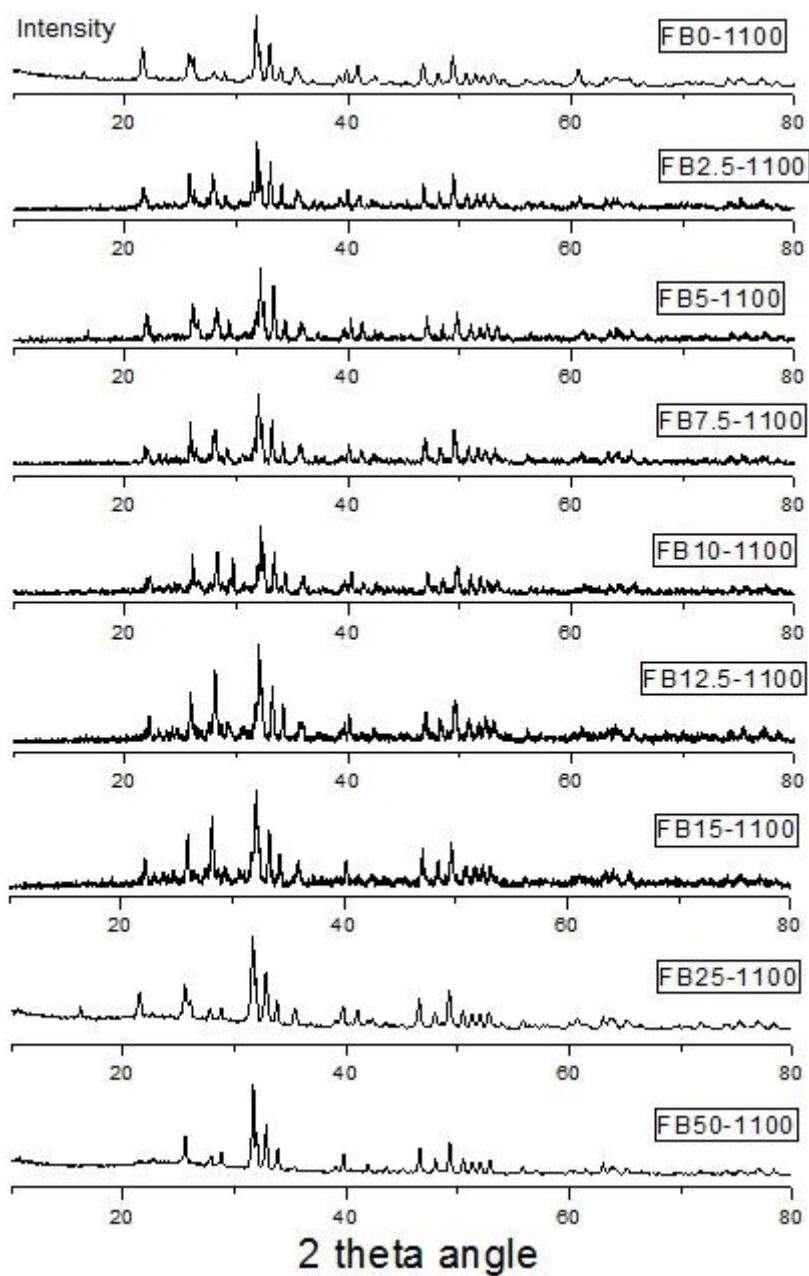 Intensity
FB0-1100
20 40 60 80
FB2.5-1100
20 40 60 80
FB5-1100
20 40 60 80
FB7.5-1100
20 40 60 80
FB10-1100
20 40 60 80
FB12.5-1100
20 40 60 80
FB15-1100
20 40 60 80
FB25-1100
20 40 60 80
FB50-1100
20 40 60 80
2 theta angle